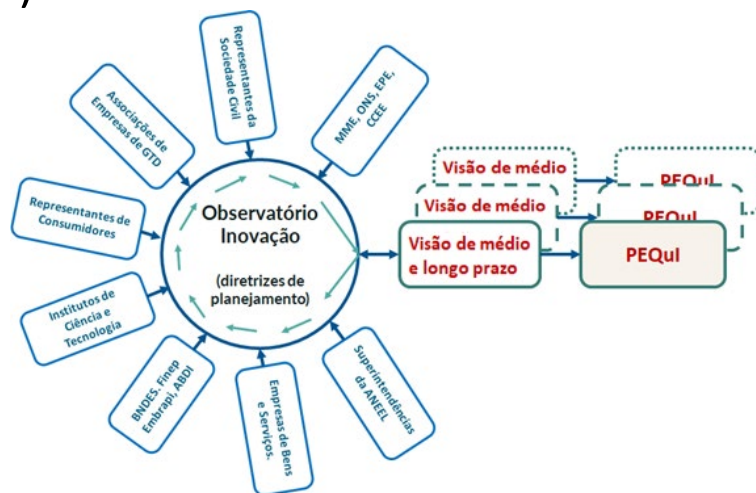 Representantes da
Sociedade Civil
MME, ONS, EPE,
CCEE
Associações de
Empresas de GTD
Representantes de
Consumidores
Institutos de
Ciência e
Tecnologia
BNDES. Finep
Embrapi, ABDI
Empresas de Bens
e Serviços.
Superintendências
da ANEEL
Observatório
Inovação
(diretrizes de
planejamento)
Visão de médio
PEQuI
Visão de médio
PEQuI
Visão de médio
e longo prazo
PEQuI